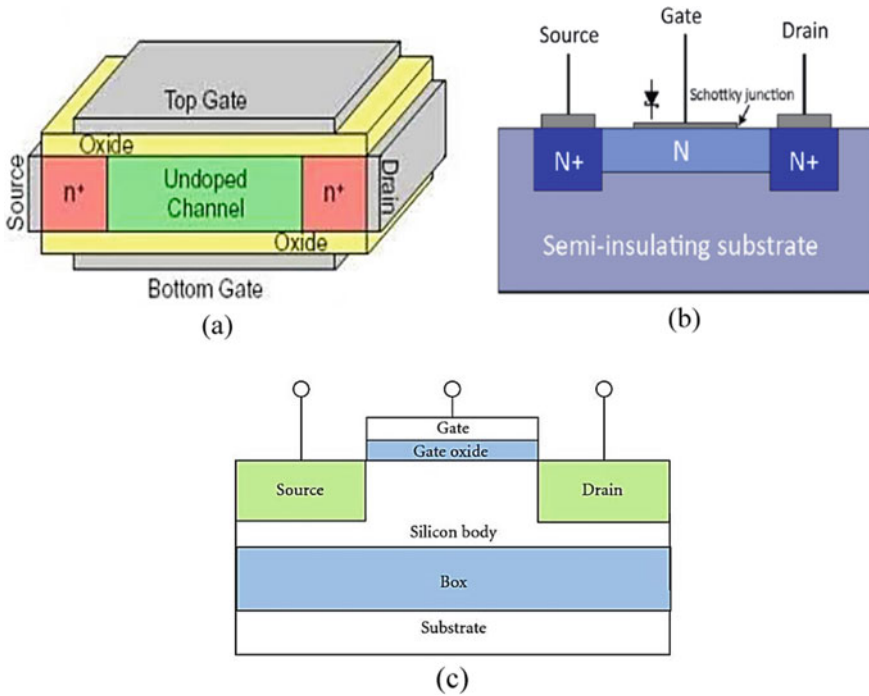 Top Gate
Oxide
Source
n+
Undoped
Channel
n+
Drain
Oxide
Bottom Gate
(a)
Source
Gate
Drain
Schottky junction
N+
N
N+
Semi-insulating substrate
(b)
Gate
Gate oxide
Source
Drain
Silicon body
Box
Substrate
(c)